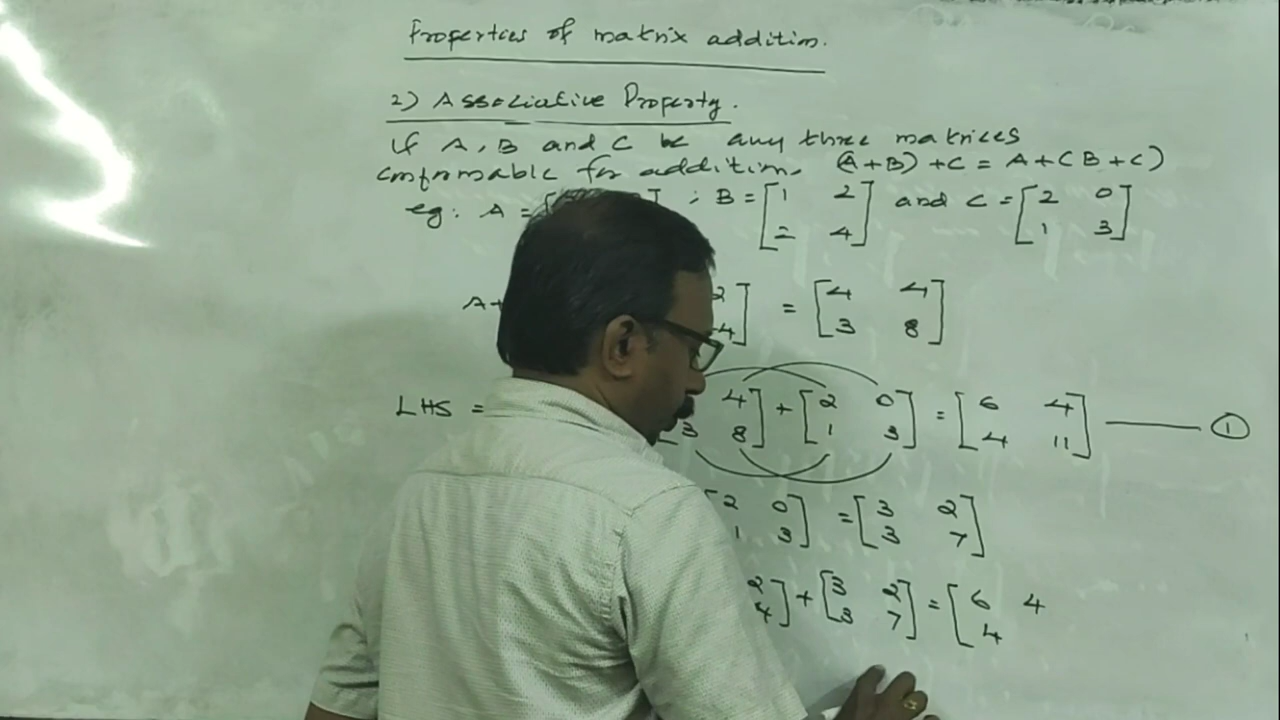 Properties of matrix addition.
2) Associative Property.
If A, B and C be any three matrices
conformable for addition. (A+B)+C = A+(B+C)
eg: A = [ ] ; B = [1 2 and C = [2 0
2 4] 1 3]
A+ 2 = [4 4
4] 3 8]
LHS = 4 + [2 0 = [6 4 ①
[3 8] 1 3] 4 11]
2 0 = [3 2
1 3] 3 7]
2 + [3 2 = [6 4
4] 3 7] 4